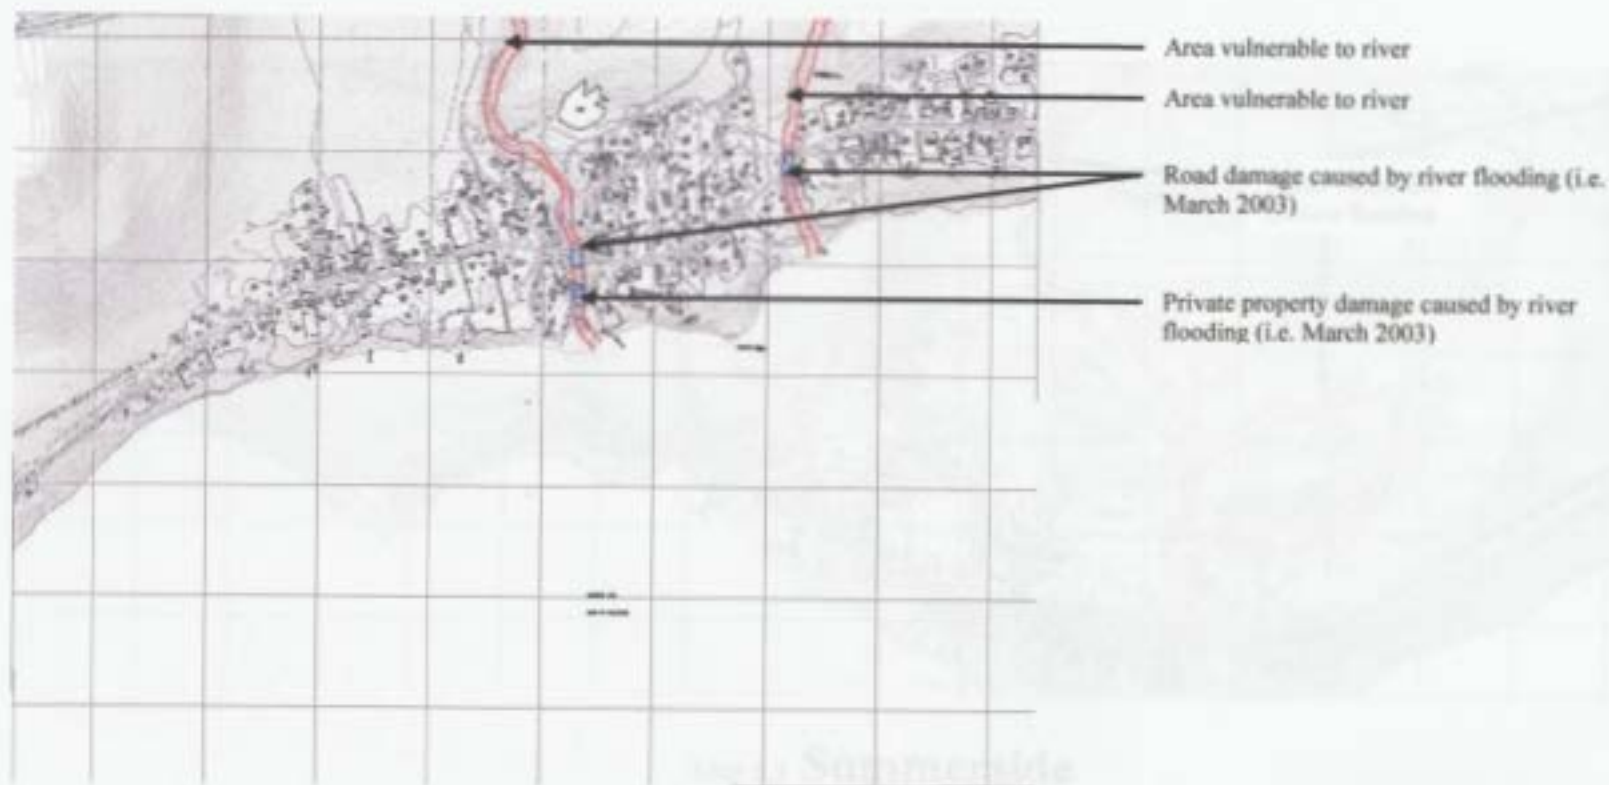 Area vulnerable to river
Area vulnerable to river
Road damage caused by river flooding (i.e.
March 2003)
Private property damage caused by river
flooding (i.e. March 2003)
Summerside